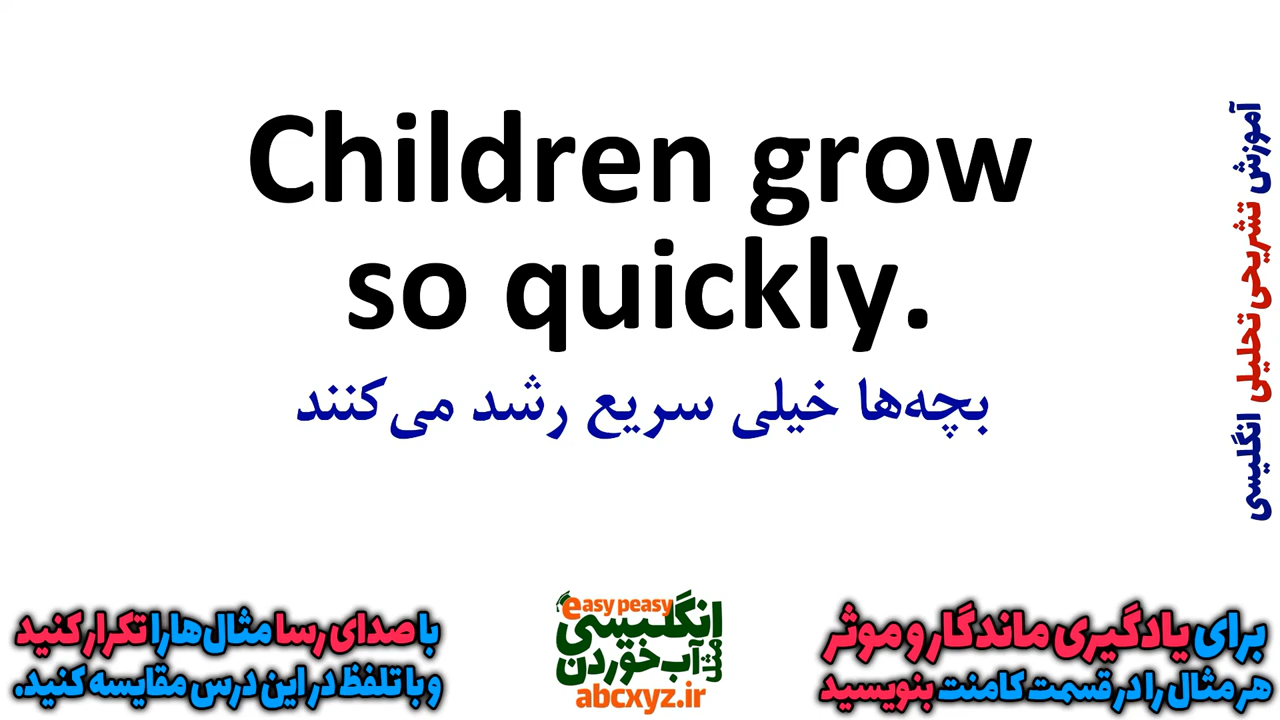 Children grow
so quickly.
بچه‌ها خیلی سریع رشد می‌کنند
آموزش تشریحی تحلیلی انگلیسی
برای یادگیری ماندگار و موثر
هر مثال را در قسمت کامنت بنویسید
easy peasy
انگلیسی
مثل آب خوردن
abcxyz.ir
با صدای رسا مثال‌ها را تکرار کنید
و با تلفظ در این درس مقایسه کنید.